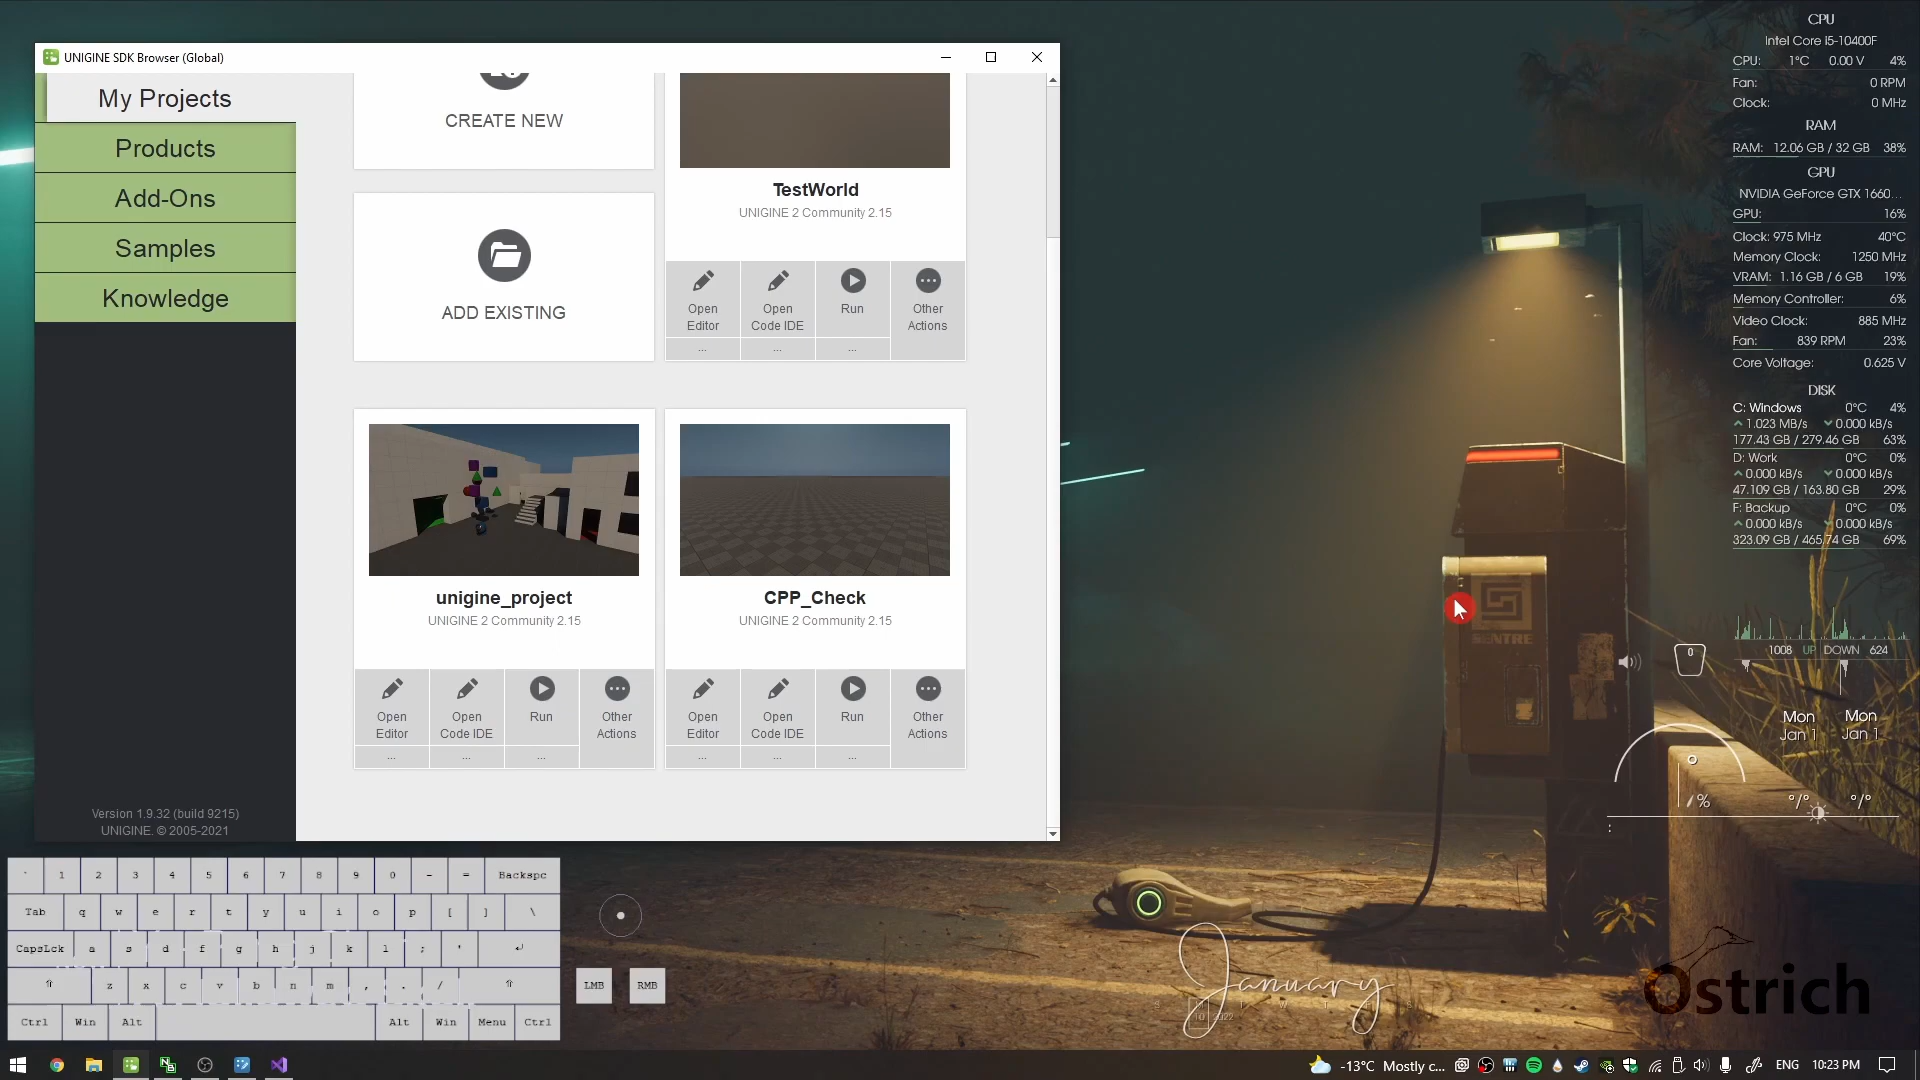 UNIGINE SDK Browser (Global)
My Projects
Products
Add-Ons
Samples
Knowledge
Version 1.9.32 (build 9215)
UNIGINE. © 2005-2021
CREATE NEW
ADD EXISTING
TestWorld
UNIGINE 2 Community 2.15
Open Editor
Open Code IDE
Run
Other Actions
...
...
...
unigine_project
UNIGINE 2 Community 2.15
Open Editor
Open Code IDE
Run
Other Actions
...
...
...
CPP_Check
UNIGINE 2 Community 2.15
Open Editor
Open Code IDE
Run
Other Actions
...
...
...
CPU
Intel Core I5-10400F
CPU: 1°C 0.00 V 4%
Fan: 0 RPM
Clock: 0 MHz
RAM
RAM: 12.06 GB / 32 GB 38%
GPU
NVIDIA GeForce GTX 1660...
GPU: 16%
Clock: 975 MHz 40°C
Memory Clock: 1250 MHz
VRAM: 1.16 GB / 6 GB 19%
Memory Controller: 6%
Video Clock: 885 MHz
Fan: 839 RPM 23%
Core Voltage: 0.625 V
DISK
C: Windows 0°C 4%
1.023 MB/s 0.000 kB/s
177.43 GB / 279.46 GB 63%
D: Work 0°C 0%
0.000 kB/s 0.000 kB/s
47.109 GB / 163.80 GB 29%
F: Backup 0°C 0%
0.000 kB/s 0.000 kB/s
323.09 GB / 465.74 GB 69%
1008 UP DOWN 624
0
Mon Mon
Jan 1 Jan 1
% °/° °/°
:
SENTRE
January
2022
Ostrich
` 1 2 3 4 5 6 7 8 9 0 - = Backspc
Tab q w e r t y u i o p [ ] \
CapsLck a s d f g h j k l ; '
z x c v b n m , . /
Ctrl Win Alt Alt Win Menu Ctrl
LMB RMB
-13°C Mostly c... ENG 10:23 PM